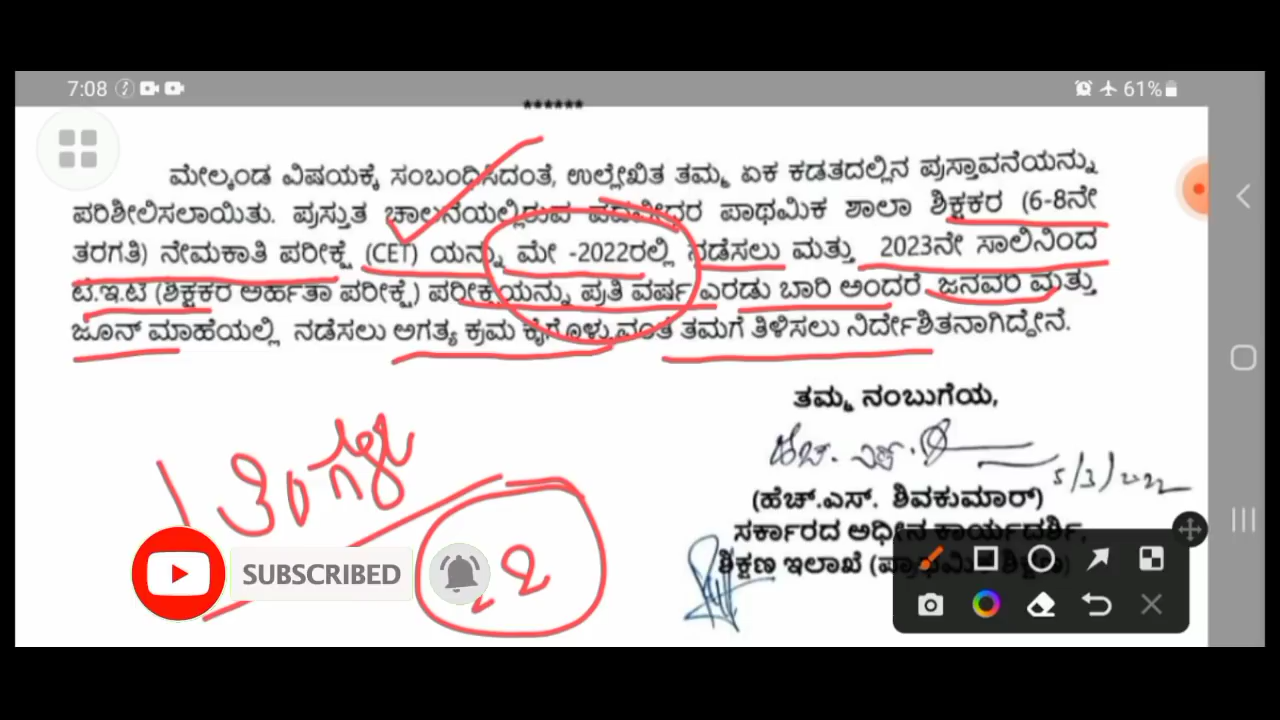 7:08
61%
******
ಮೇಲ್ಕಂಡ ವಿಷಯಕ್ಕೆ ಸಂಬಂಧಿಸಿದಂತೆ, ಉಲ್ಲೇಖಿತ ತಮ್ಮ ಏಕ ಕಡತದಲ್ಲಿನ ಪ್ರಸ್ತಾವನೆಯನ್ನು
ಪರಿಶೀಲಿಸಲಾಯಿತು. ಪ್ರಸ್ತುತ ಚಾಲನೆಯಲ್ಲಿರುವ ಪದವೀಧರ ಪ್ರಾಥಮಿಕ ಶಾಲಾ ಶಿಕ್ಷಕರ (6-8ನೇ
ತರಗತಿ) ನೇಮಕಾತಿ ಪರೀಕ್ಷೆ (CET) ಯನ್ನು ಮೇ -2022ರಲ್ಲಿ ನಡೆಸಲು ಮತ್ತು 2023ನೇ ಸಾಲಿನಿಂದ
ಟಿ.ಇ.ಟಿ (ಶಿಕ್ಷಕರ ಅರ್ಹತಾ ಪರೀಕ್ಷೆ) ಪರೀಕ್ಷೆಯನ್ನು ಪ್ರತಿ ವರ್ಷ ಎರಡು ಬಾರಿ ಅಂದರೆ ಜನವರಿ ಮತ್ತು
ಜೂನ್ ಮಾಹೆಯಲ್ಲಿ ನಡೆಸಲು ಅಗತ್ಯ ಕ್ರಮ ಕೈಗೊಳ್ಳುವಂತೆ ತಮಗೆ ತಿಳಿಸಲು ನಿರ್ದೇಶಿತನಾಗಿದ್ದೇನೆ.
ತಮ್ಮ ನಂಬುಗೆಯ,
5/3/2022
(ಹೆಚ್.ಎಸ್. ಶಿವಕುಮಾರ್)
ಸರ್ಕಾರದ ಅಧೀನ ಕಾರ್ಯದರ್ಶಿ,
ಶಿಕ್ಷಣ ಇಲಾಖೆ (ಪ್ರಾಥಮಿಕ ಶಿಕ್ಷಣ)
SUBSCRIBED